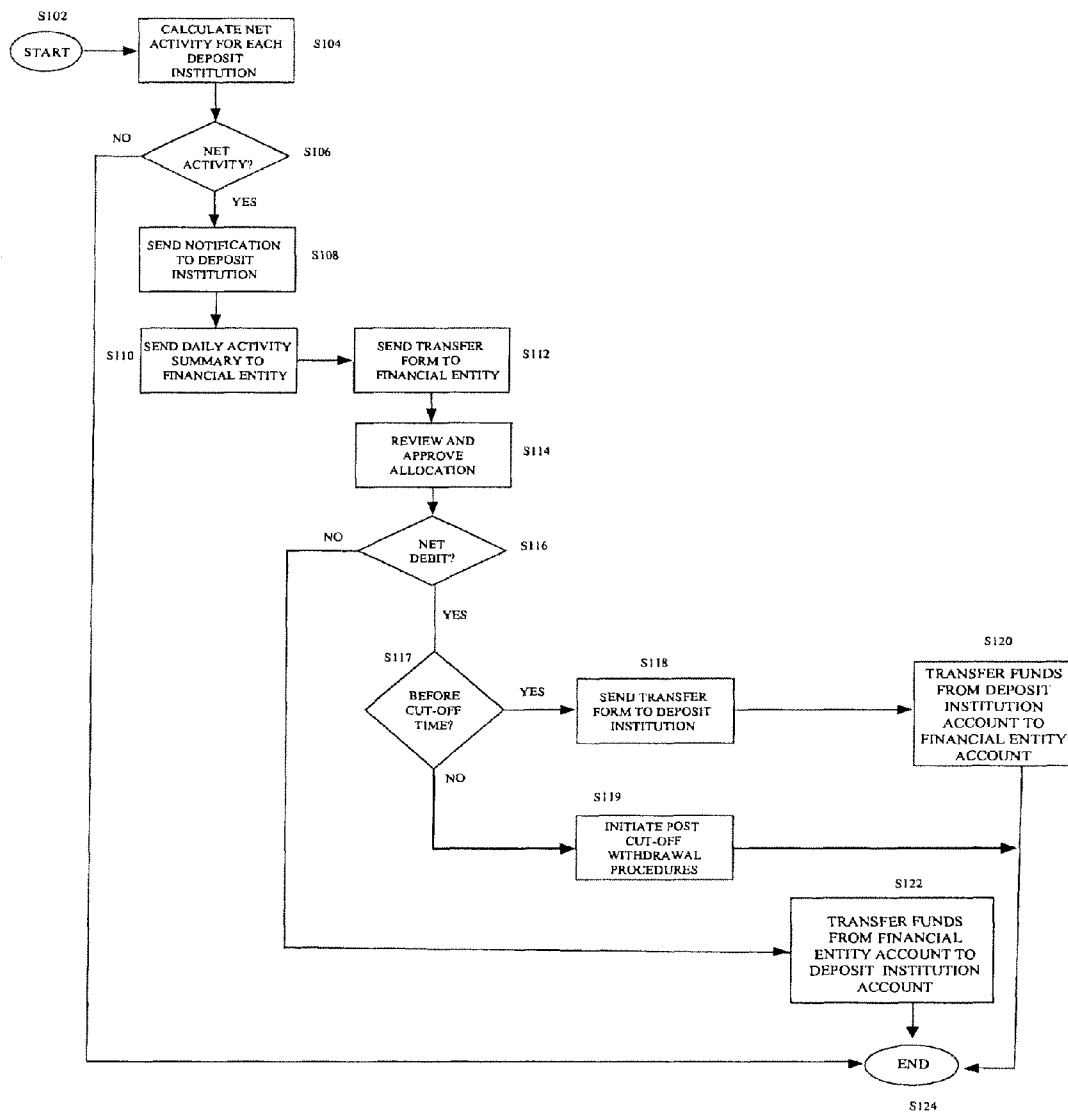 S102
START
CALCULATE NET
ACTIVITY FOR EACH
DEPOSIT
INSTITUTION
S104
NO
NET
ACTIVITY?
S106
YES
SEND NOTIFICATION
TO DEPOSIT
INSTITUTION
S108
S110
SEND DAILY ACTIVITY
SUMMARY TO
FINANCIAL ENTITY
SEND TRANSFER
FORM TO
FINANCIAL ENTITY
S112
REVIEW AND
APPROVE
ALLOCATION
S114
NO
NET
DEBIT?
S116
YES
S117
BEFORE
CUT-OFF
TIME?
YES
S118
SEND TRANSFER
FORM TO DEPOSIT
INSTITUTION
S120
TRANSFER FUNDS
FROM DEPOSIT
INSTITUTION
ACCOUNT TO
FINANCIAL ENTITY
ACCOUNT
NO
S119
INITIATE POST
CUT-OFF
WITHDRAWAL
PROCEDURES
S122
TRANSFER FUNDS
FROM FINANCIAL
ENTITY ACCOUNT TO
DEPOSIT INSTITUTION
ACCOUNT
END
S124